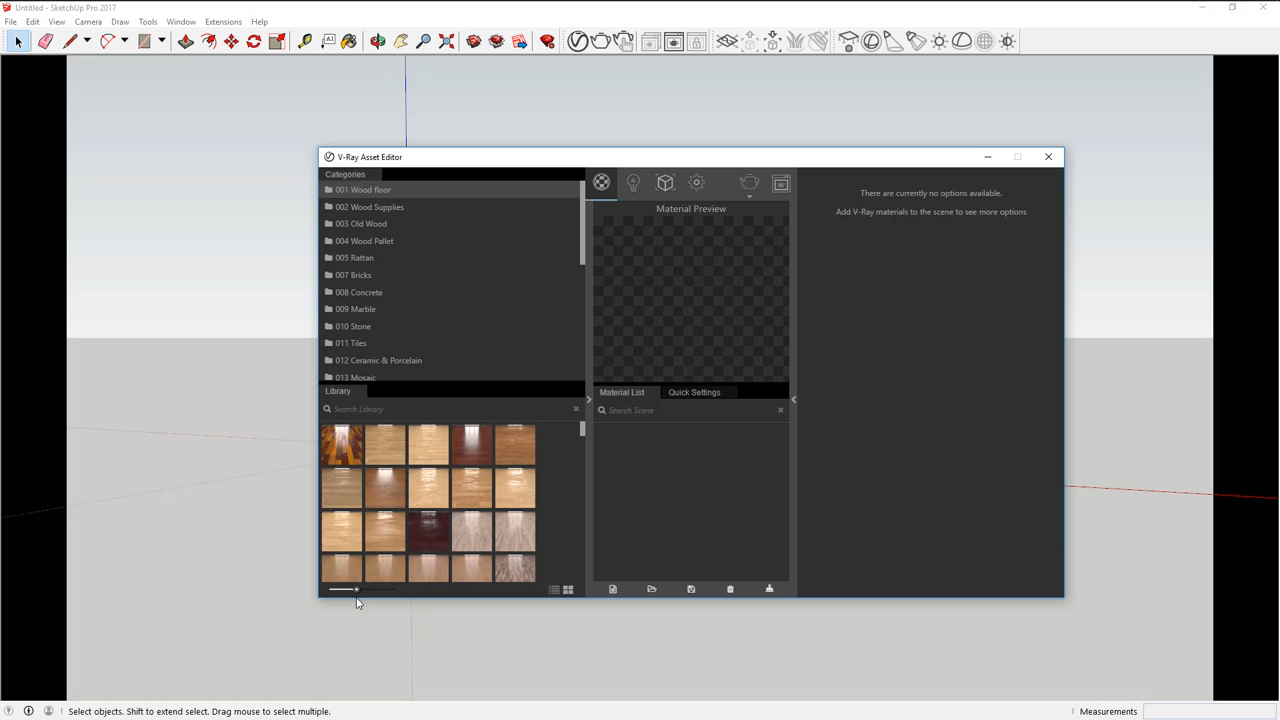 Untitled - SketchUp Pro 2017
File Edit View Camera Draw Tools Window Extensions Help
V-Ray Asset Editor
Categories
001 Wood floor
002 Wood Supplies
003 Old Wood
004 Wood Pallet
005 Rattan
007 Bricks
008 Concrete
009 Marble
010 Stone
011 Tiles
012 Ceramic & Porcelain
013 Mosaic
Library
Search Library
Material Preview
Material List Quick Settings
Search Scene
There are currently no options available.
Add V-Ray materials to the scene to see more options
Select objects. Shift to extend select. Drag mouse to select multiple.
Measurements